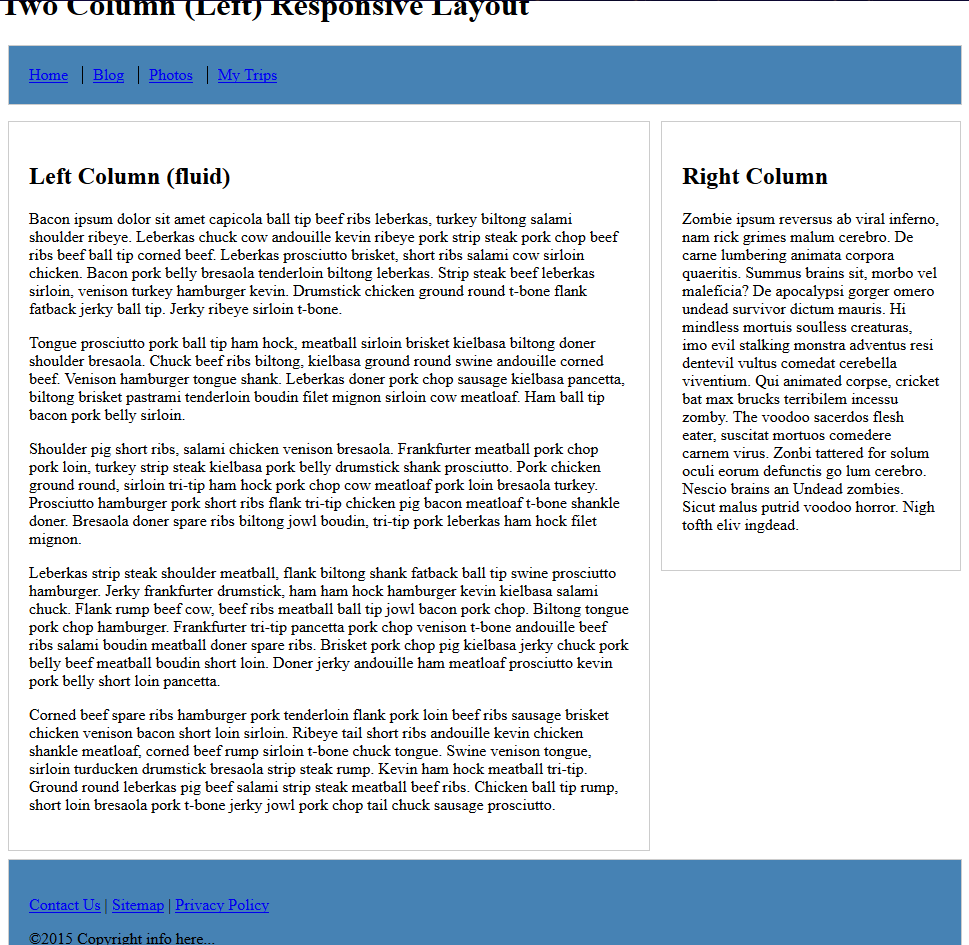 Two Column (Left) Responsive Layout
Home
Blog
Photos
My Trips
Left Column (fluid)
Bacon ipsum dolor sit amet capicola ball tip beef ribs leberkas, turkey biltong salami
shoulder ribeye. Leberkas chuck cow andouille kevin ribeye pork strip steak pork chop beef
ribs beef ball tip corned beef. Leberkas prosciutto brisket, short ribs salami cow sirloin
chicken. Bacon pork belly bresaola tenderloin biltong leberkas. Strip steak beef leberkas
sirloin, venison turkey hamburger kevin. Drumstick chicken ground round t-bone flank
fatback jerky ball tip. Jerky ribeye sirloin t-bone.
Tongue prosciutto pork ball tip ham hock, meatball sirloin brisket kielbasa biltong doner
shoulder bresaola. Chuck beef ribs biltong, kielbasa ground round swine andouille corned
beef. Venison hamburger tongue shank. Leberkas doner pork chop sausage kielbasa pancetta,
biltong brisket pastrami tenderloin boudin filet mignon sirloin cow meatloaf. Ham ball tip
bacon pork belly sirloin.
Shoulder pig short ribs, salami chicken venison bresaola. Frankfurter meatball pork chop
pork loin, turkey strip steak kielbasa pork belly drumstick shank prosciutto. Pork chicken
ground round, sirloin tri-tip ham hock pork chop cow meatloaf pork loin bresaola turkey.
Prosciutto hamburger pork short ribs flank tri-tip chicken pig bacon meatloaf t-bone shankle
doner. Bresaola doner spare ribs biltong jowl boudin, tri-tip pork leberkas ham hock filet
mignon.
Leberkas strip steak shoulder meatball, flank biltong shank fatback ball tip swine prosciutto
hamburger. Jerky frankfurter drumstick, ham ham hock hamburger kevin kielbasa salami
chuck. Flank rump beef cow, beef ribs meatball ball tip jowl bacon pork chop. Biltong tongue
pork chop hamburger. Frankfurter tri-tip pancetta pork chop venison t-bone andouille beef
ribs salami boudin meatball doner spare ribs. Brisket pork chop pig kielbasa jerky chuck pork
belly beef meatball boudin short loin. Doner jerky andouille ham meatloaf prosciutto kevin
pork belly short loin pancetta.
Corned beef spare ribs hamburger pork tenderloin flank pork loin beef ribs sausage brisket
chicken venison bacon short loin sirloin. Ribeye tail short ribs andouille kevin chicken
shankle meatloaf, corned beef rump sirloin t-bone chuck tongue. Swine venison tongue,
sirloin turducken drumstick bresaola strip steak rump. Kevin ham hock meatball tri-tip.
Ground round leberkas pig beef salami strip steak meatball beef ribs. Chicken ball tip rump,
short loin bresaola pork t-bone jerky jowl pork chop tail chuck sausage prosciutto.
Right Column
Zombie ipsum reversus ab viral inferno,
nam rick grimes malum cerebro. De
carne lumbering animata corpora
quaeritis. Summus brains sit, morbo vel
maleficia? De apocalypsi gorger omero
undead survivor dictum mauris. Hi
mindless mortuis soulless creaturas,
imo evil stalking monstra adventus resi
dentevil vultus comedat cerebella
viventium. Qui animated corpse, cricket
bat max brucks terribilem incessu
zomby. The voodoo sacerdos flesh
eater, suscitat mortuos comedere
carnem virus. Zonbi tattered for solum
oculi eorum defunctis go lum cerebro.
Nescio brains an Undead zombies.
Sicut malus putrid voodoo horror. Nigh
tofth eliv ingdead.
Contact Us | Sitemap | Privacy Policy
©2015 Copyright info here...